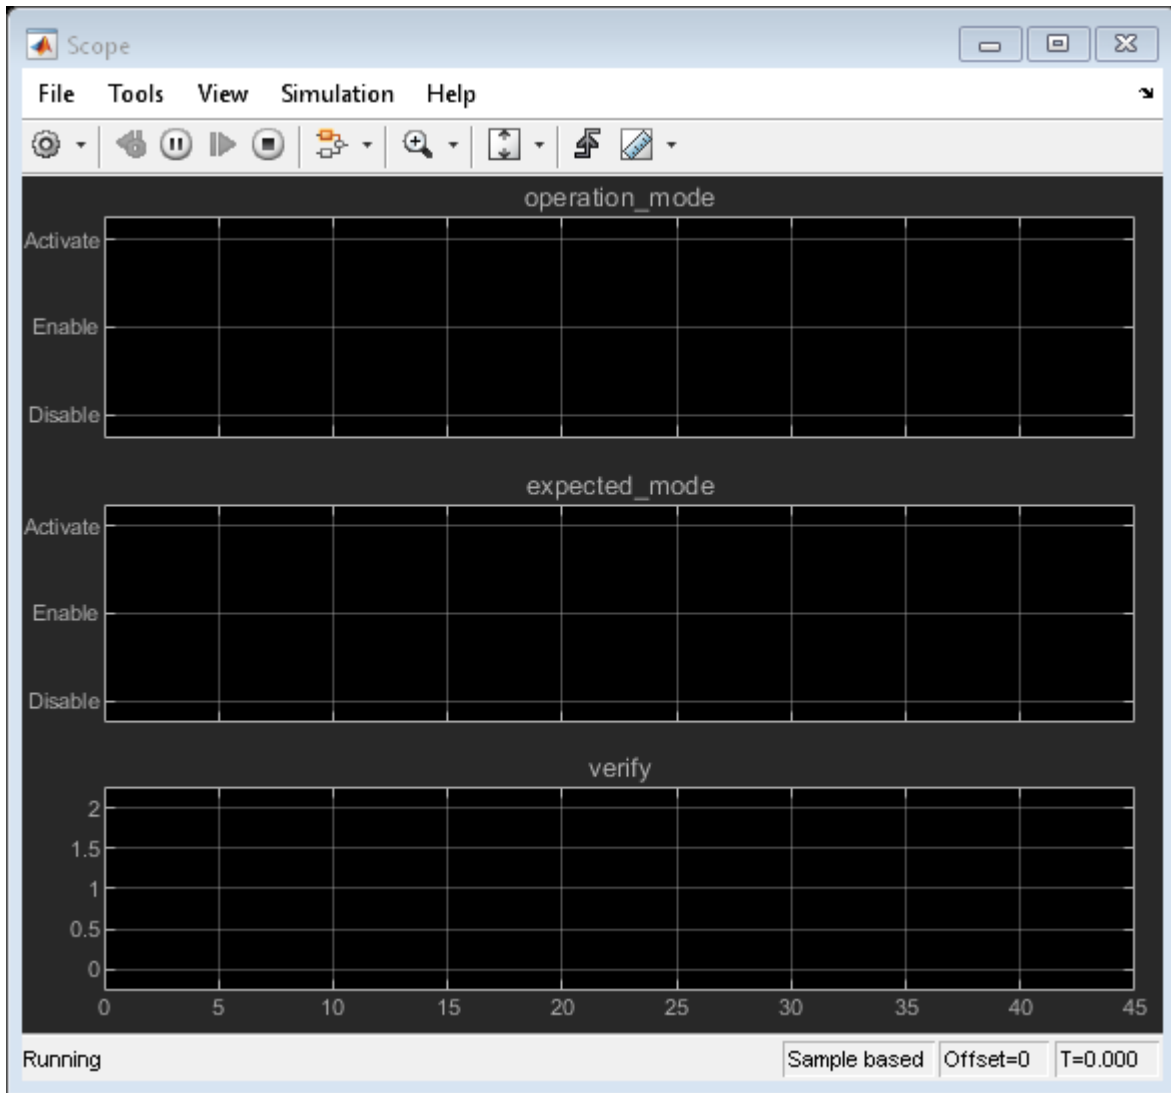 Scope
File Tools View Simulation Help
operation_mode
Activate
Enable
Disable
expected_mode
Activate
Enable
Disable
verify
2
1.5
1
0.5
0
0 5 10 15 20 25 30 35 40 45
Running Sample based Offset=0 T=0.000